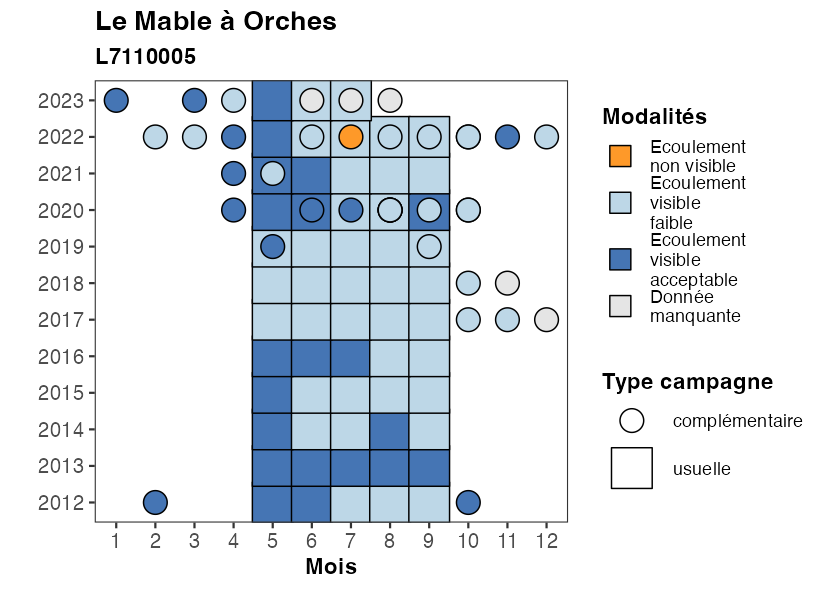 Le Mable à Orches
L7110005
2023
2022
2021
2020
2019
2018
2017
2016
2015
2014
2013
2012
1 2 3 4 5 6 7 8 9 10 11 12
Mois
Modalités
Ecoulement
non visible
Ecoulement
visible
faible
Ecoulement
visible
acceptable
Donnée
manquante
Type campagne
complémentaire
usuelle